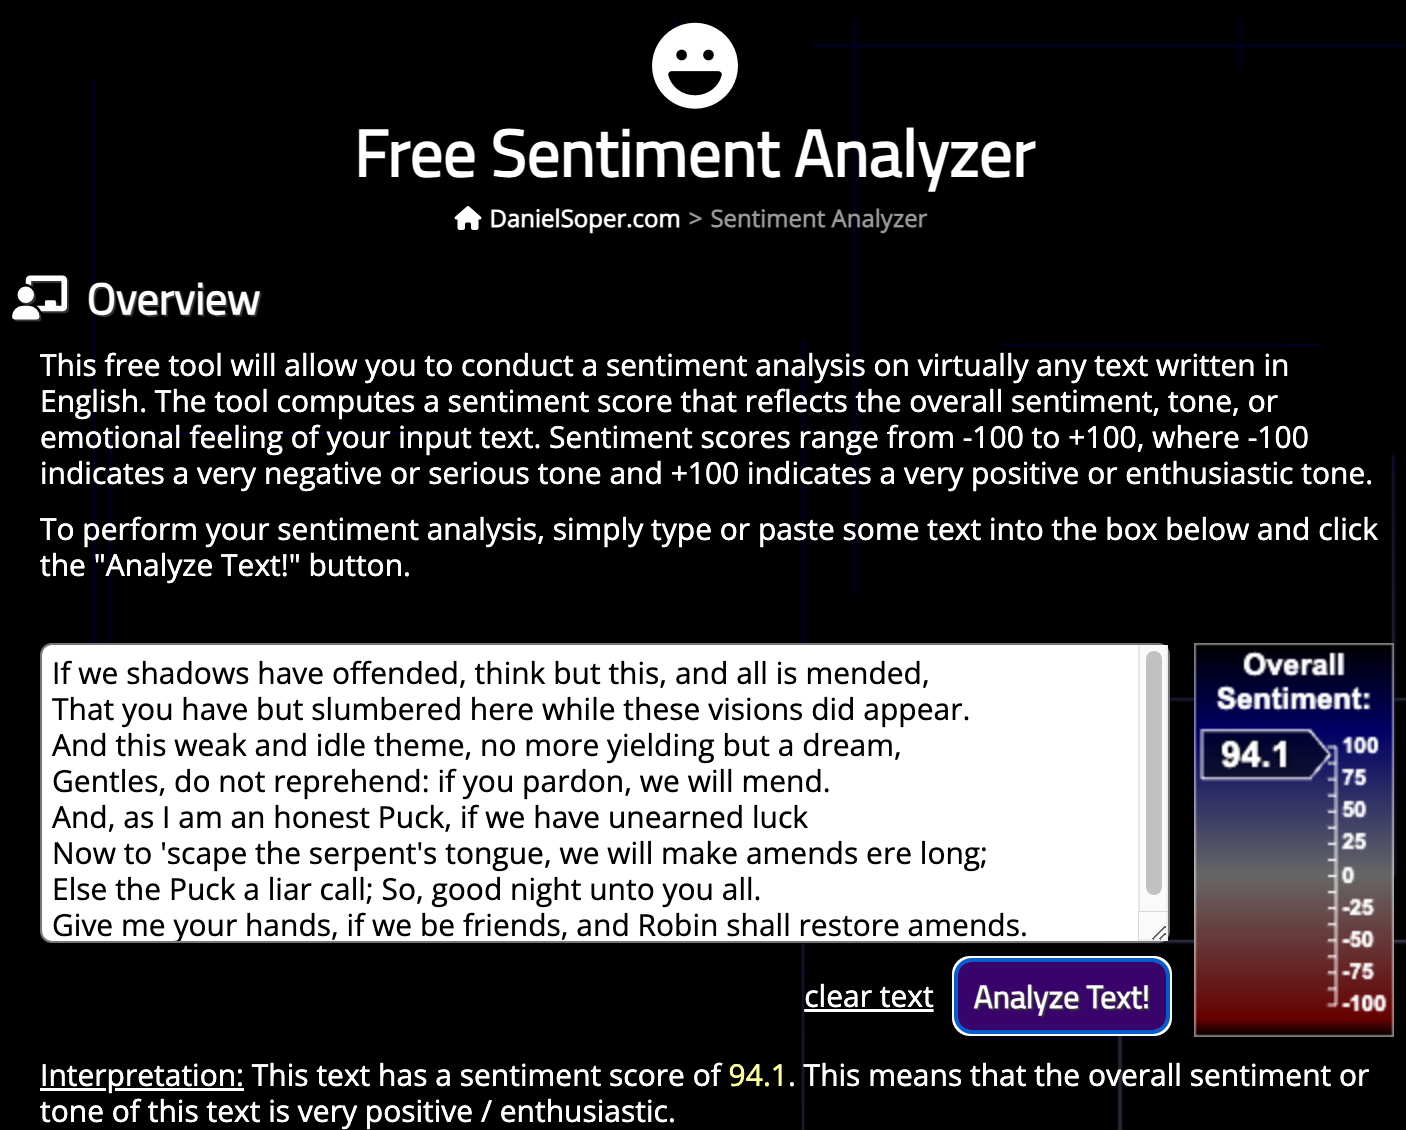 Free Sentiment Analyzer
DanielSoper.com > Sentiment Analyzer
Overview
This free tool will allow you to conduct a sentiment analysis on virtually any text written in
English. The tool computes a sentiment score that reflects the overall sentiment, tone, or
emotional feeling of your input text. Sentiment scores range from -100 to +100, where -100
indicates a very negative or serious tone and +100 indicates a very positive or enthusiastic tone.
To perform your sentiment analysis, simply type or paste some text into the box below and click
the "Analyze Text!" button.
If we shadows have offended, think but this, and all is mended,
That you have but slumbered here while these visions did appear.
And this weak and idle theme, no more yielding but a dream,
Gentles, do not reprehend: if you pardon, we will mend.
And, as I am an honest Puck, if we have unearned luck
Now to 'scape the serpent's tongue, we will make amends ere long;
Else the Puck a liar call; So, good night unto you all.
Give me your hands, if we be friends, and Robin shall restore amends.
Overall
Sentiment:
94.1
100
75
50
25
0
-25
-50
-75
-100
clear text
Analyze Text!
Interpretation: This text has a sentiment score of 94.1. This means that the overall sentiment or
tone of this text is very positive / enthusiastic.